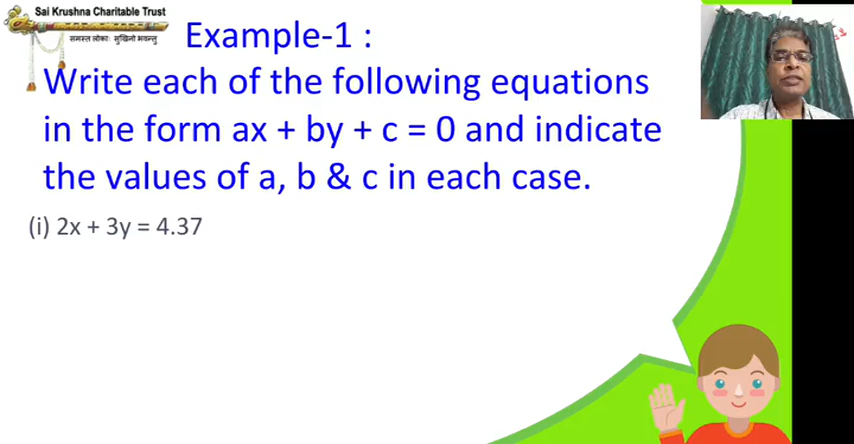 Sai Krushna Charitable Trust
समस्त लोकाः सुखिनो भवन्तु
Example-1 :
Write each of the following equations
in the form ax + by + c = 0 and indicate
the values of a, b & c in each case.
(i) 2x + 3y = 4.37